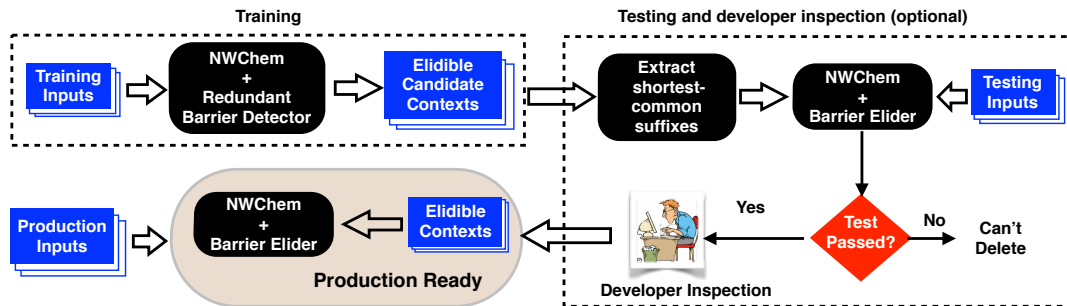 Training
Testing and developer inspection (optional)
Training
Inputs
NWChem
+
Redundant
Barrier Detector
Elidible
Candidate
Contexts
Extract
shortest-
common
suffixes
NWChem
+
Barrier Elider
Testing
Inputs
Production
Inputs
NWChem
+
Barrier Elider
Elidible
Contexts
Production Ready
Developer Inspection
Yes
Test
Passed?
No
Can't
Delete